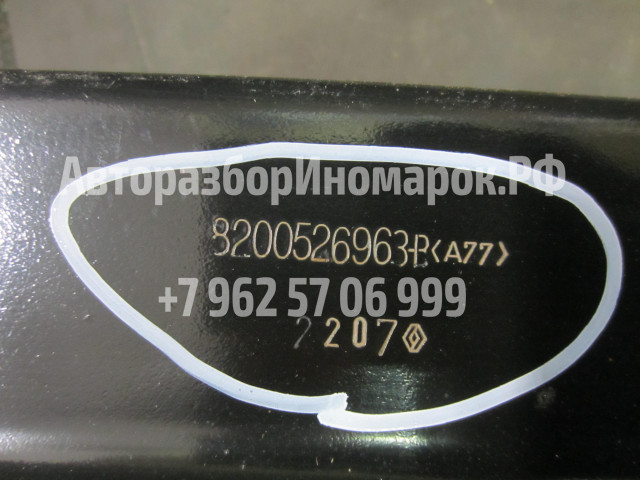 АвторазборИномарок.РФ
8200526963-B<A77>
+7 962 57 06 999
2207